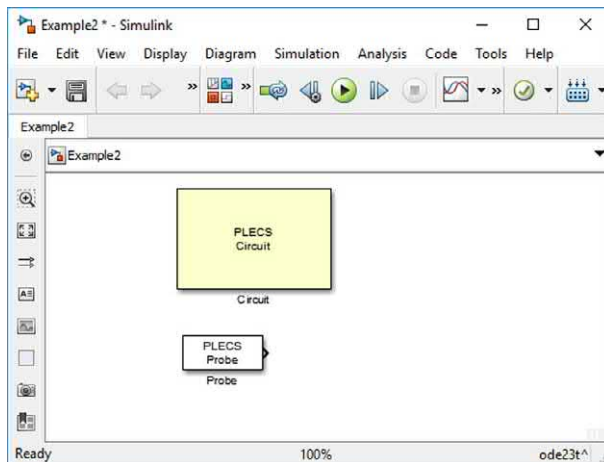 Example2 * - Simulink
File Edit View Display Diagram Simulation Analysis Code Tools Help
Example2
Example2
PLECS
Circuit
Circuit
PLECS
Probe
Probe
Ready 100% ode23t^